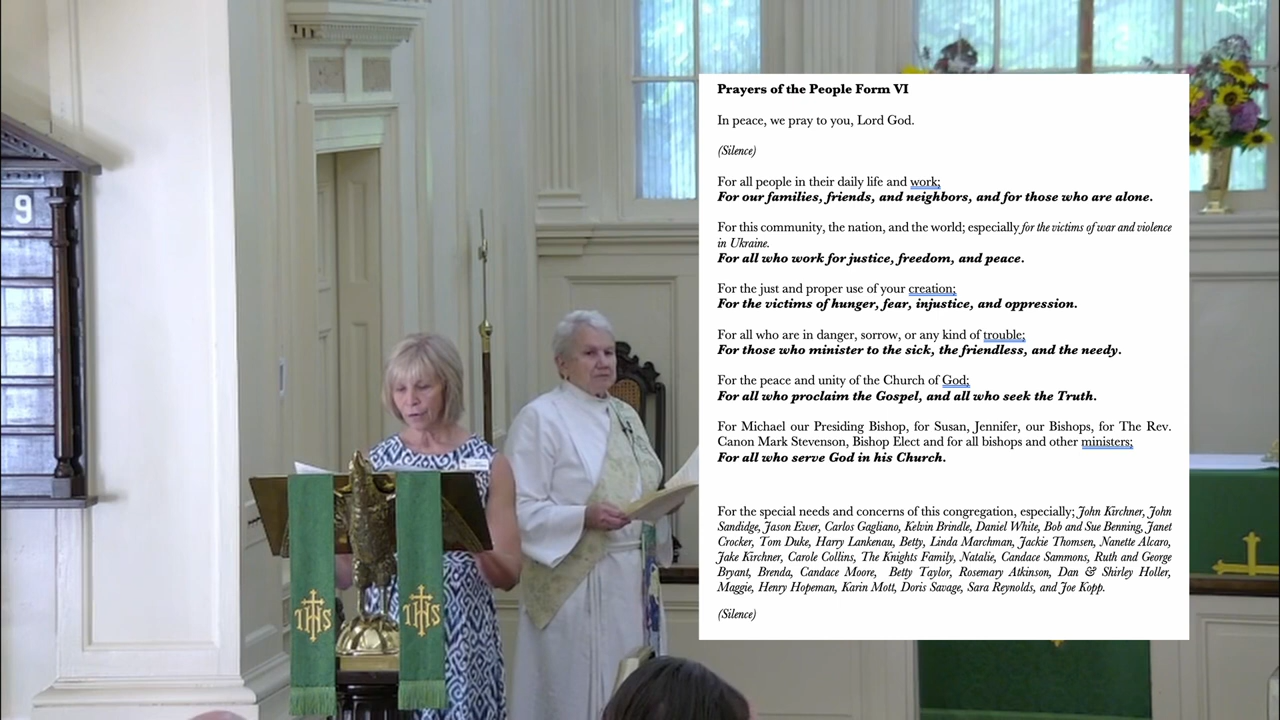 9
Prayers of the People Form VI
In peace, we pray to you, Lord God.
(Silence)
For all people in their daily life and work;
For our families, friends, and neighbors, and for those who are alone.
For this community, the nation, and the world; especially for the victims of war and violence
in Ukraine.
For all who work for justice, freedom, and peace.
For the just and proper use of your creation;
For the victims of hunger, fear, injustice, and oppression.
For all who are in danger, sorrow, or any kind of trouble;
For those who minister to the sick, the friendless, and the needy.
For the peace and unity of the Church of God;
For all who proclaim the Gospel, and all who seek the Truth.
For Michael our Presiding Bishop, for Susan, Jennifer, our Bishops, for The Rev.
Canon Mark Stevenson, Bishop Elect and for all bishops and other ministers;
For all who serve God in his Church.
For the special needs and concerns of this congregation, especially; John Kirchner, John
Sandidge, Jason Ewer, Carlos Gagliano, Kelvin Brindle, Daniel White, Bob and Sue Benning, Janet
Crocker, Tom Duke, Harry Lankenau, Betty, Linda Marchman, Jackie Thomsen, Nanette Alcaro,
Jake Kirchner, Carole Collins, The Knights Family, Natalie, Candace Sammons, Ruth and George
Bryant, Brenda, Candace Moore, Betty Taylor, Rosemary Atkinson, Dan & Shirley Holler,
Maggie, Henry Hopeman, Karin Mott, Doris Savage, Sara Reynolds, and Joe Kopp.
(Silence)
IHS IHS